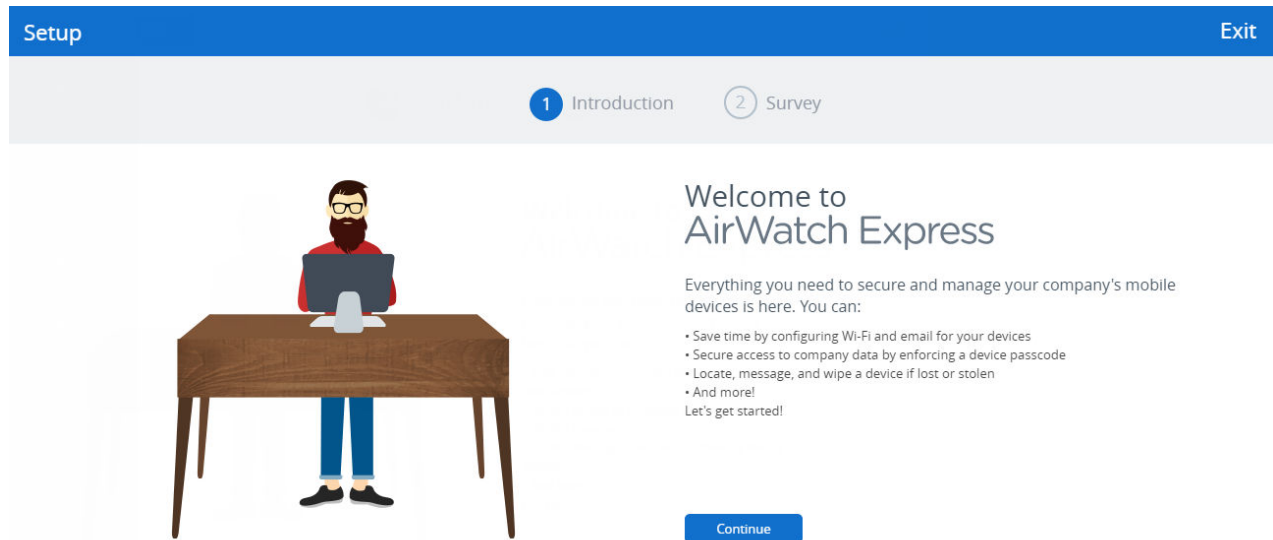 Setup
Exit
1 Introduction
2 Survey
Welcome to
AirWatch Express
Everything you need to secure and manage your company's mobile
devices is here. You can:
• Save time by configuring Wi-Fi and email for your devices
• Secure access to company data by enforcing a device passcode
• Locate, message, and wipe a device if lost or stolen
• And more!
Let's get started!
Continue